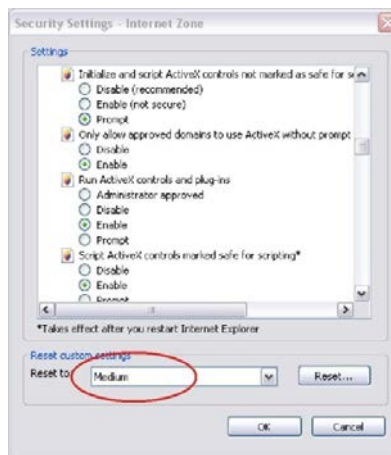 Security Settings - Internet Zone
Settings
Initialize and script ActiveX controls not marked as safe for s
Disable (recommended)
Enable (not secure)
Prompt
Only allow approved domains to use ActiveX without prompt
Disable
Enable
Run ActiveX controls and plug-ins
Administrator approved
Disable
Enable
Prompt
Script ActiveX controls marked safe for scripting*
Disable
Enable
Prompt
*Takes effect after you restart Internet Explorer
Reset custom settings
Reset to:
Medium
Reset...
OK
Cancel